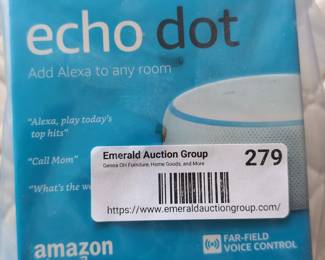 echo dot
Add Alexa to any room
"Alexa, play today's
top hits"
"Call Mom"
"What's the
Emerald Auction Group
279
Genoa OH Furniture, Home Goods, and More
https://www.emeraldauctiongroup.com/
amazon
FAR-FIELD
VOICE CONTROL